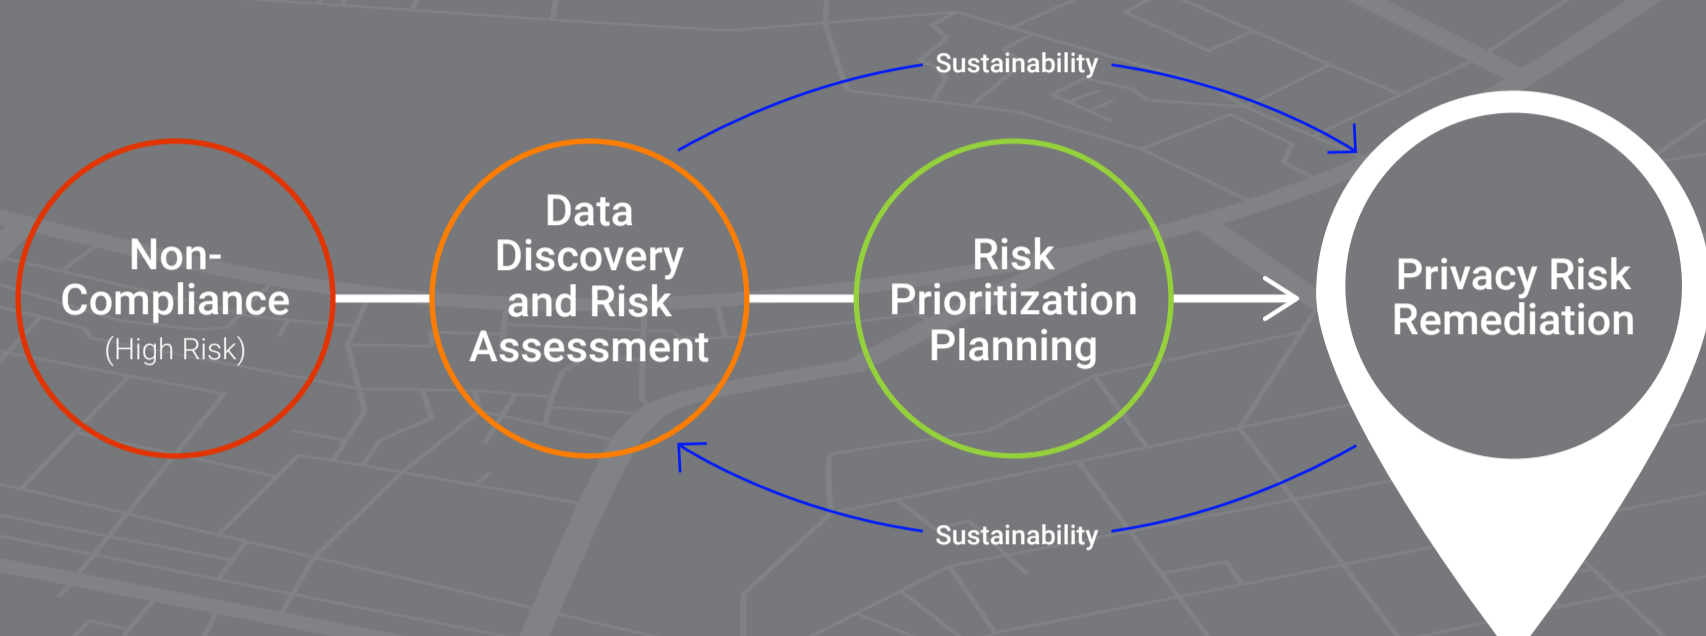 Sustainability
Non-
Compliance
(High Risk)
Data
Discovery
and Risk
Assessment
Risk
Prioritization
Planning
Privacy Risk
Remediation
Sustainability